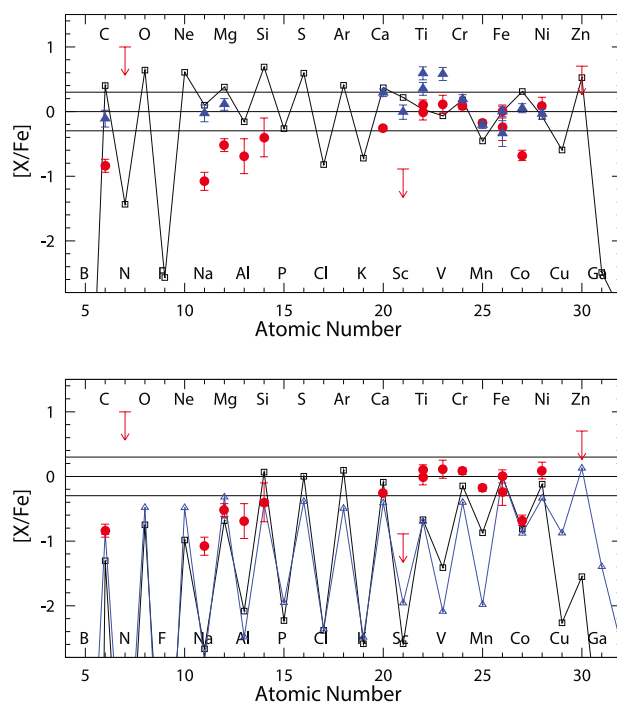 C O Ne Mg Si S Ar Ca Ti Cr Fe Ni Zn
1
0
-1
-2
[X/Fe]
B N F Na Al P Cl K Sc V Mn Co Cu Ga
5 10 15 20 25 30
Atomic Number
C O Ne Mg Si S Ar Ca Ti Cr Fe Ni Zn
1
0
-1
-2
[X/Fe]
B N F Na Al P Cl K Sc V Mn Co Cu Ga
5 10 15 20 25 30
Atomic Number